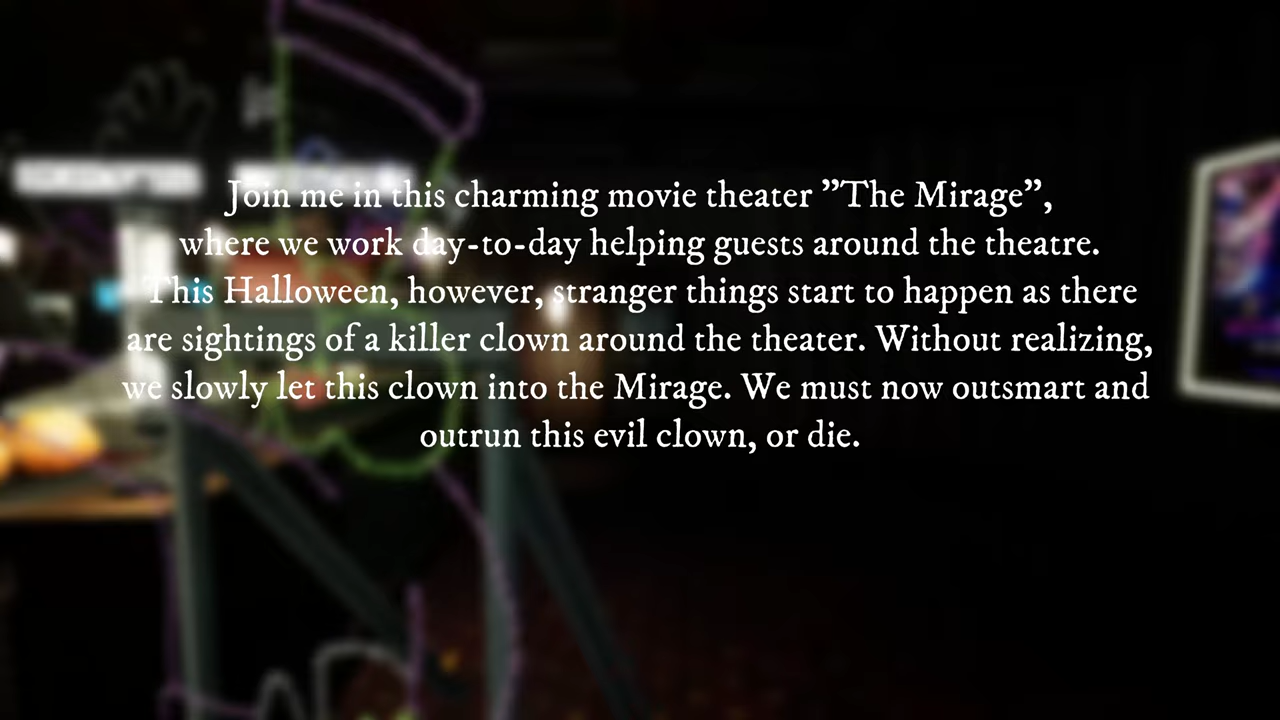 Join me in this charming movie theater ”The Mirage”,
where we work day-to-day helping guests around the theatre.
This Halloween, however, stranger things start to happen as there
are sightings of a killer clown around the theater. Without realizing,
we slowly let this clown into the Mirage. We must now outsmart and
outrun this evil clown, or die.